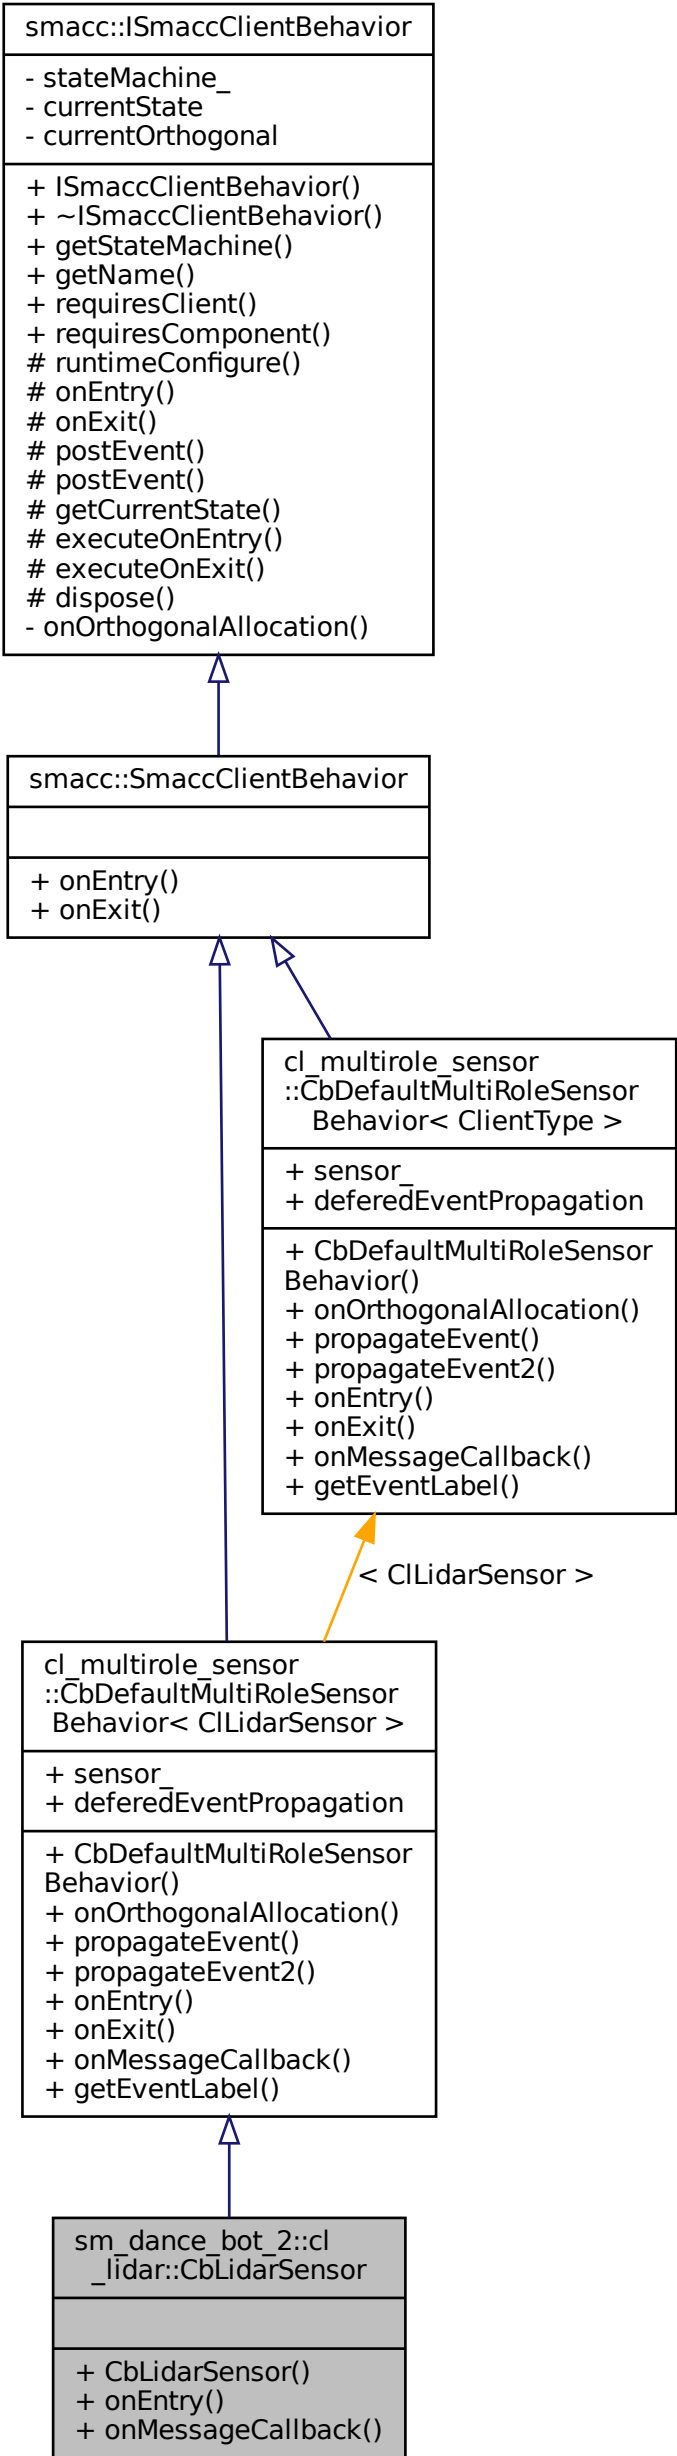 smacc::ISmaccClientBehavior
- stateMachine_
- currentState
- currentOrthogonal
+ ISmaccClientBehavior()
+ ~ISmaccClientBehavior()
+ getStateMachine()
+ getName()
+ requiresClient()
+ requiresComponent()
# runtimeConfigure()
# onEntry()
# onExit()
# postEvent()
# postEvent()
# getCurrentState()
# executeOnEntry()
# executeOnExit()
# dispose()
- onOrthogonalAllocation()
smacc::SmaccClientBehavior
+ onEntry()
+ onExit()
cl_multirole_sensor
::CbDefaultMultiRoleSensor
Behavior< ClientType >
+ sensor_
+ deferedEventPropagation
+ CbDefaultMultiRoleSensor
Behavior()
+ onOrthogonalAllocation()
+ propagateEvent()
+ propagateEvent2()
+ onEntry()
+ onExit()
+ onMessageCallback()
+ getEventLabel()
< ClLidarSensor >
cl_multirole_sensor
::CbDefaultMultiRoleSensor
Behavior< ClLidarSensor >
+ sensor_
+ deferedEventPropagation
+ CbDefaultMultiRoleSensor
Behavior()
+ onOrthogonalAllocation()
+ propagateEvent()
+ propagateEvent2()
+ onEntry()
+ onExit()
+ onMessageCallback()
+ getEventLabel()
sm_dance_bot_2::cl
_lidar::CbLidarSensor
+ CbLidarSensor()
+ onEntry()
+ onMessageCallback()